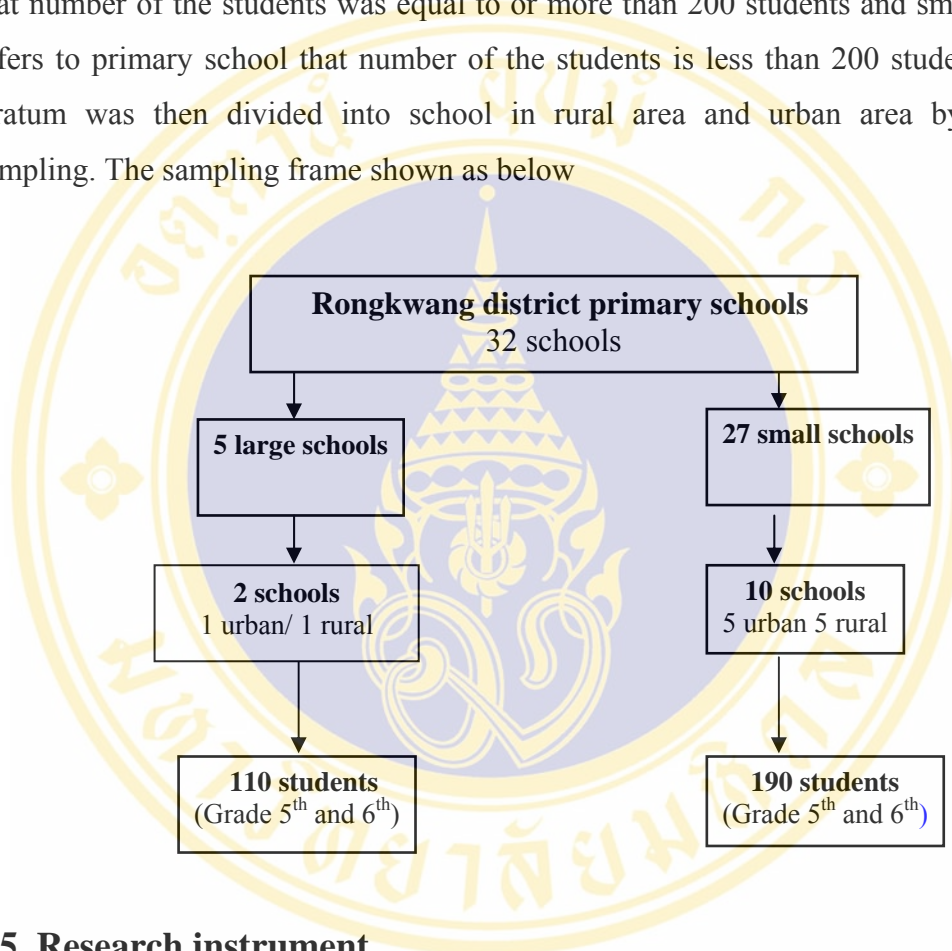 at number of the students was equal to or more than 200 students and
fers to primary school that number of the students is less than 200
was then divided into school in rural area and urban area
mpling. The sampling frame shown as below
Rongkwang district primary schools
32 schools
5 large schools
27 small schools
2 schools
1 urban/ 1 rural
10 schools
5 urban 5 rural
110 students
(Grade 5th and 6th)
190 students
(Grade 5th and 6th)
5 Research instrument